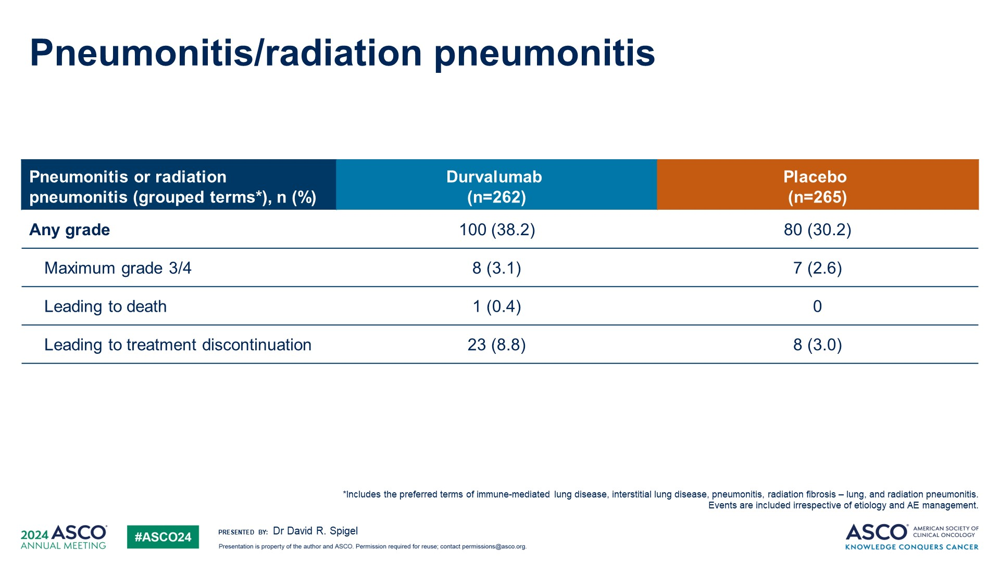 Pneumonitis/radiation pneumonitis
Pneumonitis or radiation
pneumonitis (grouped terms*), n (%)
Durvalumab
(n=262)
Placebo
(n=265)
Any grade 100 (38.2) 80 (30.2)
Maximum grade 3/4 8 (3.1) 7 (2.6)
Leading to death 1 (0.4) 0
Leading to treatment discontinuation 23 (8.8) 8 (3.0)
*Includes the preferred terms of immune-mediated lung disease, interstitial lung disease, pneumonitis, radiation fibrosis – lung, and radiation pneumonitis.
Events are included irrespective of etiology and AE management.
2024 ASCO®
ANNUAL MEETING
#ASCO24
PRESENTED BY: Dr David R. Spigel
Presentation is property of the author and ASCO. Permission required for reuse; contact permissions@asco.org.
ASCO® AMERICAN SOCIETY OF
CLINICAL ONCOLOGY
KNOWLEDGE CONQUERS CANCER